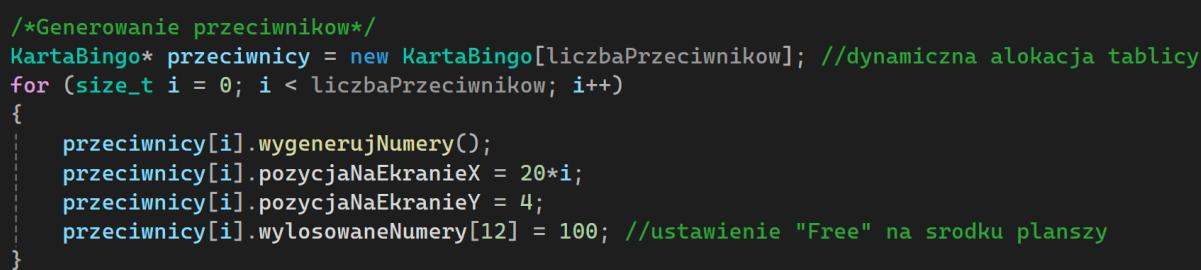 /*Generowanie przeciwnikow*/
KartaBingo* przeciwnicy = new KartaBingo[liczbaPrzeciwnikow]; //dynamiczna alokacja tablicy
for (size_t i = 0; i < liczbaPrzeciwnikow; i++)
{
    przeciwnicy[i].wygenerujNumery();
    przeciwnicy[i].pozycjaNaEkranieX = 20*i;
    przeciwnicy[i].pozycjaNaEkranieY = 4;
    przeciwnicy[i].wylosowaneNumery[12] = 100; //ustawienie "Free" na srodku planszy
}